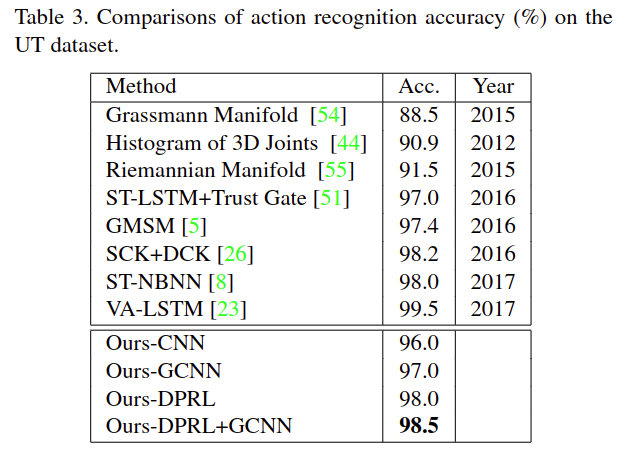 Table 3. Comparisons of action recognition accuracy (%) on the
UT dataset.
Method Acc. Year
Grassmann Manifold [54] 88.5 2015
Histogram of 3D Joints [44] 90.9 2012
Riemannian Manifold [55] 91.5 2015
ST-LSTM+Trust Gate [51] 97.0 2016
GMSM [5] 97.4 2016
SCK+DCK [26] 98.2 2016
ST-NBNN [8] 98.0 2017
VA-LSTM [23] 99.5 2017
Ours-CNN 96.0
Ours-GCNN 97.0
Ours-DPRL 98.0
Ours-DPRL+GCNN 98.5